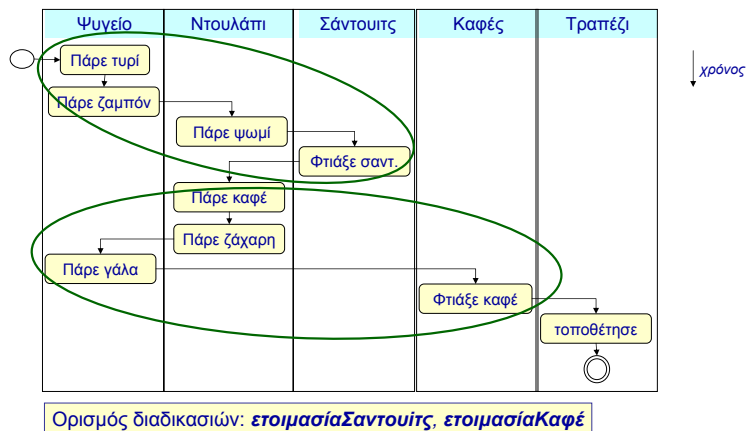 Ψυγείο Ντουλάπι Σάντουιτς Καφές Τραπέζι
Πάρε τυρί
χρόνος
Πάρε ζαμπόν
Πάρε ψωμί
Φτιάξε σαντ.
Πάρε καφέ
Πάρε ζάχαρη
Πάρε γάλα
Φτιάξε καφέ
τοποθέτησε
Ορισμός διαδικασιών: ετοιμασίαΣαντουιτς, ετοιμασίαΚαφέ